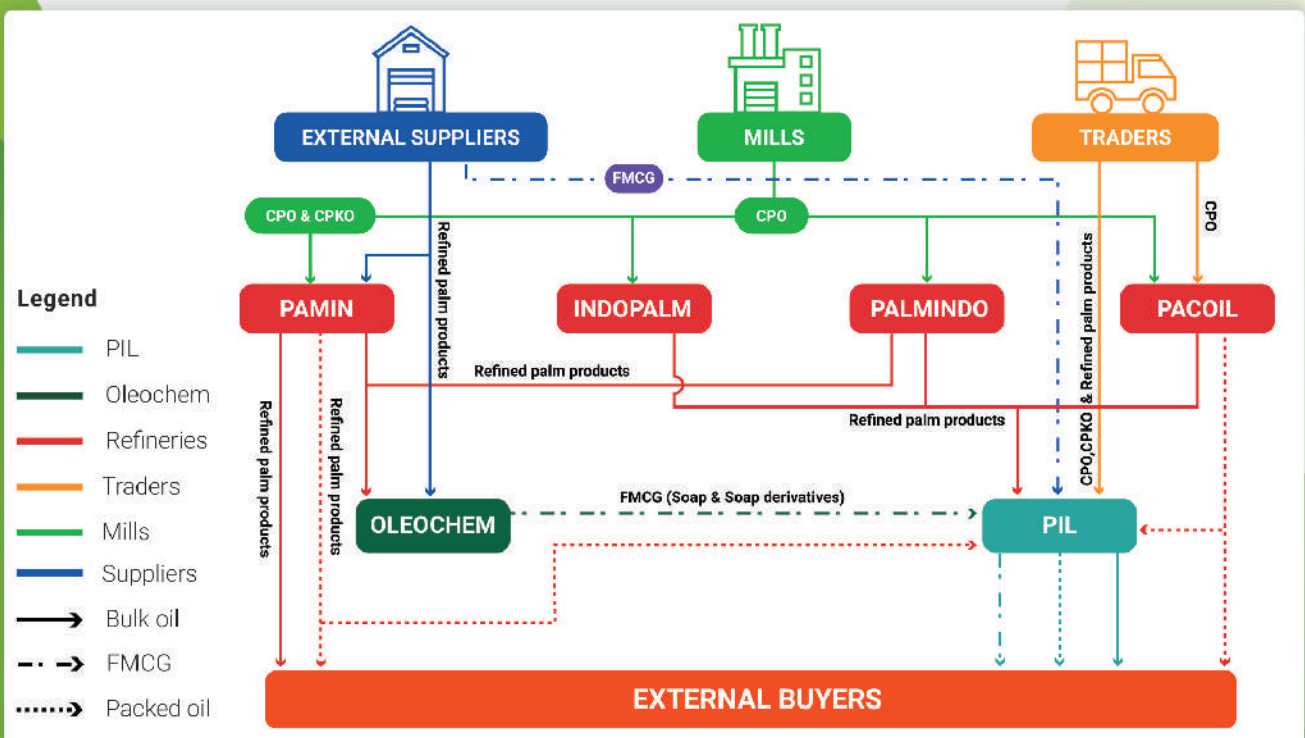 EXTERNAL SUPPLIERS
MILLS
TRADERS
FMCG
CPO & CPKO
CPO
CPO
Refined palm products
CPO,CPKO & Refined palm products
Legend
PIL
Oleochem
Refineries
Traders
Mills
Suppliers
Bulk oil
FMCG
Packed oil
PAMIN
INDOPALM
PALMINDO
PACOIL
Refined palm products
Refined palm products
Refined palm products
Refined palm products
OLEOCHEM
FMCG (Soap & Soap derivatives)
PIL
EXTERNAL BUYERS